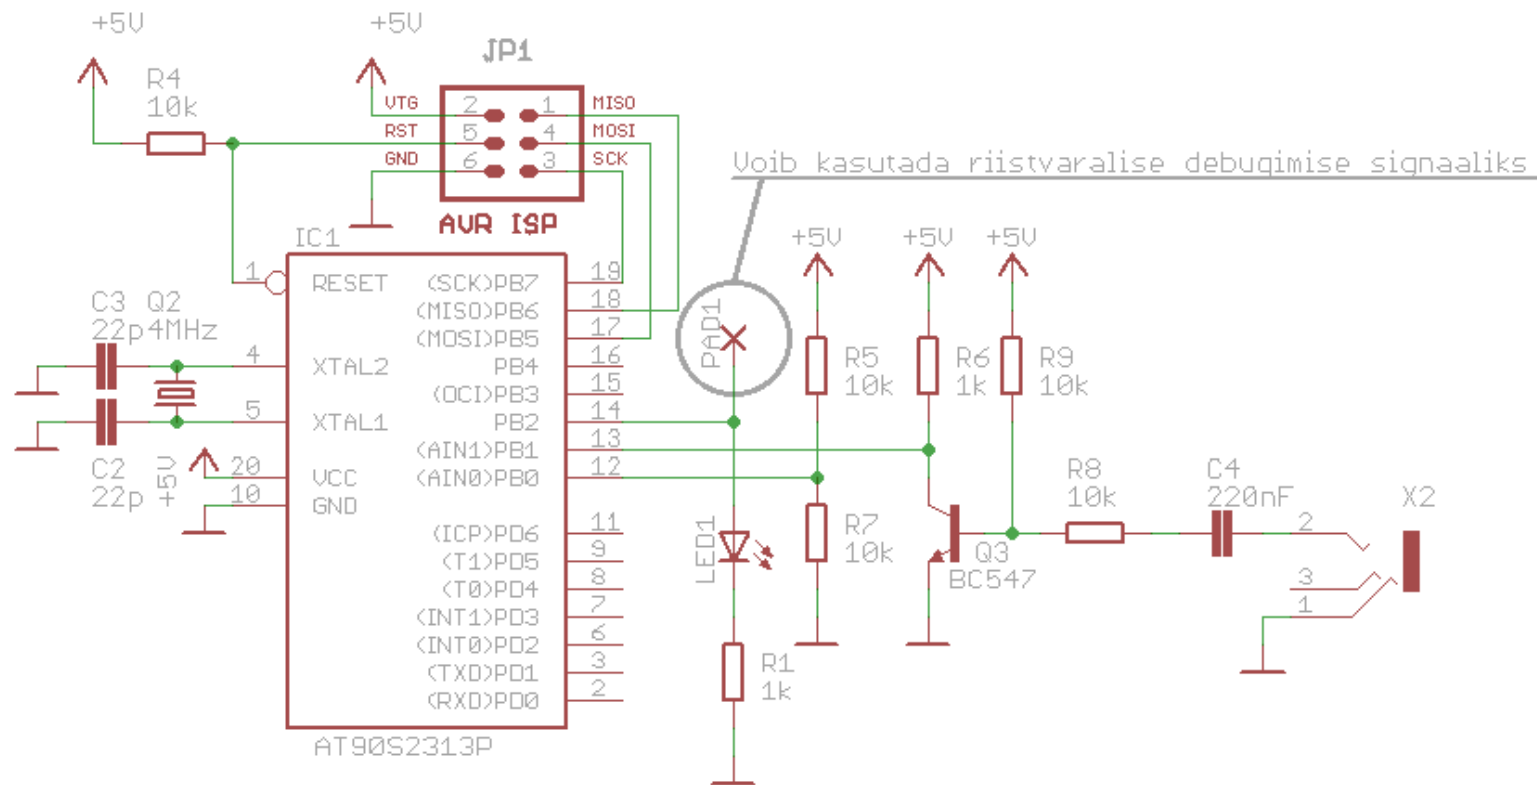 +5V
+5V
JP1
R4
10k
VTG
2
1
MISO
RST
5
4
MOSI
GND
6
3
SCK
AVR ISP
Voib kasutada riistvaralise debugimise signaaliks
IC1
1
RESET
(SCK)PB7
19
(MISO)PB6
18
(MOSI)PB5
17
PB4
16
(OCI)PB3
15
PB2
14
(AIN1)PB1
13
(AIN0)PB0
12
(ICP)PD6
11
(T1)PD5
9
(T0)PD4
8
(INT1)PD3
7
(INT0)PD2
6
(TXD)PD1
3
(RXD)PD0
2
C3
22p
Q2
4MHz
4
XTAL2
5
XTAL1
C2
22p
+5V
20
VCC
10
GND
AT90S2313P
PAD1
+5V
+5V
+5V
R5
10k
R6
1k
R9
10k
LED1
R7
10k
Q3
BC547
R8
10k
C4
220nF
X2
2
3
1
R1
1k